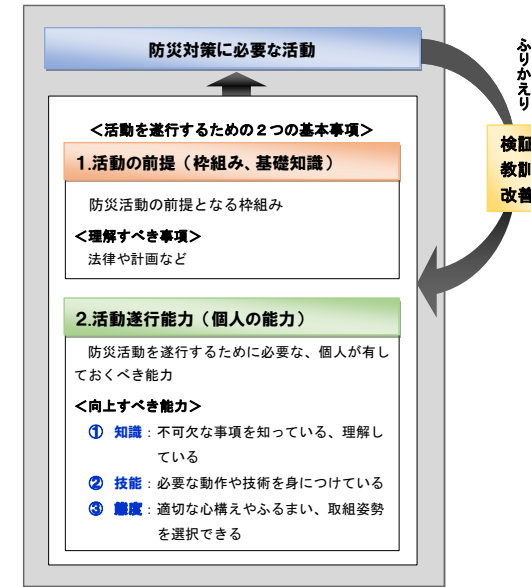 防災対策に必要な活動
ふりかえり
検証
教訓
改善
＜活動を遂行するための２つの基本事項＞
1.活動の前提（枠組み、基礎知識）
防災活動の前提となる枠組み
＜理解すべき事項＞
法律や計画など
2.活動遂行能力（個人の能力）
防災活動を遂行するために必要な、個人が有し
ておくべき能力
＜向上すべき能力＞
① 知識：不可欠な事項を知っている、理解し
ている
② 技能：必要な動作や技術を身につけている
③ 態度：適切な心構えやふるまい、取組姿勢
を選択できる